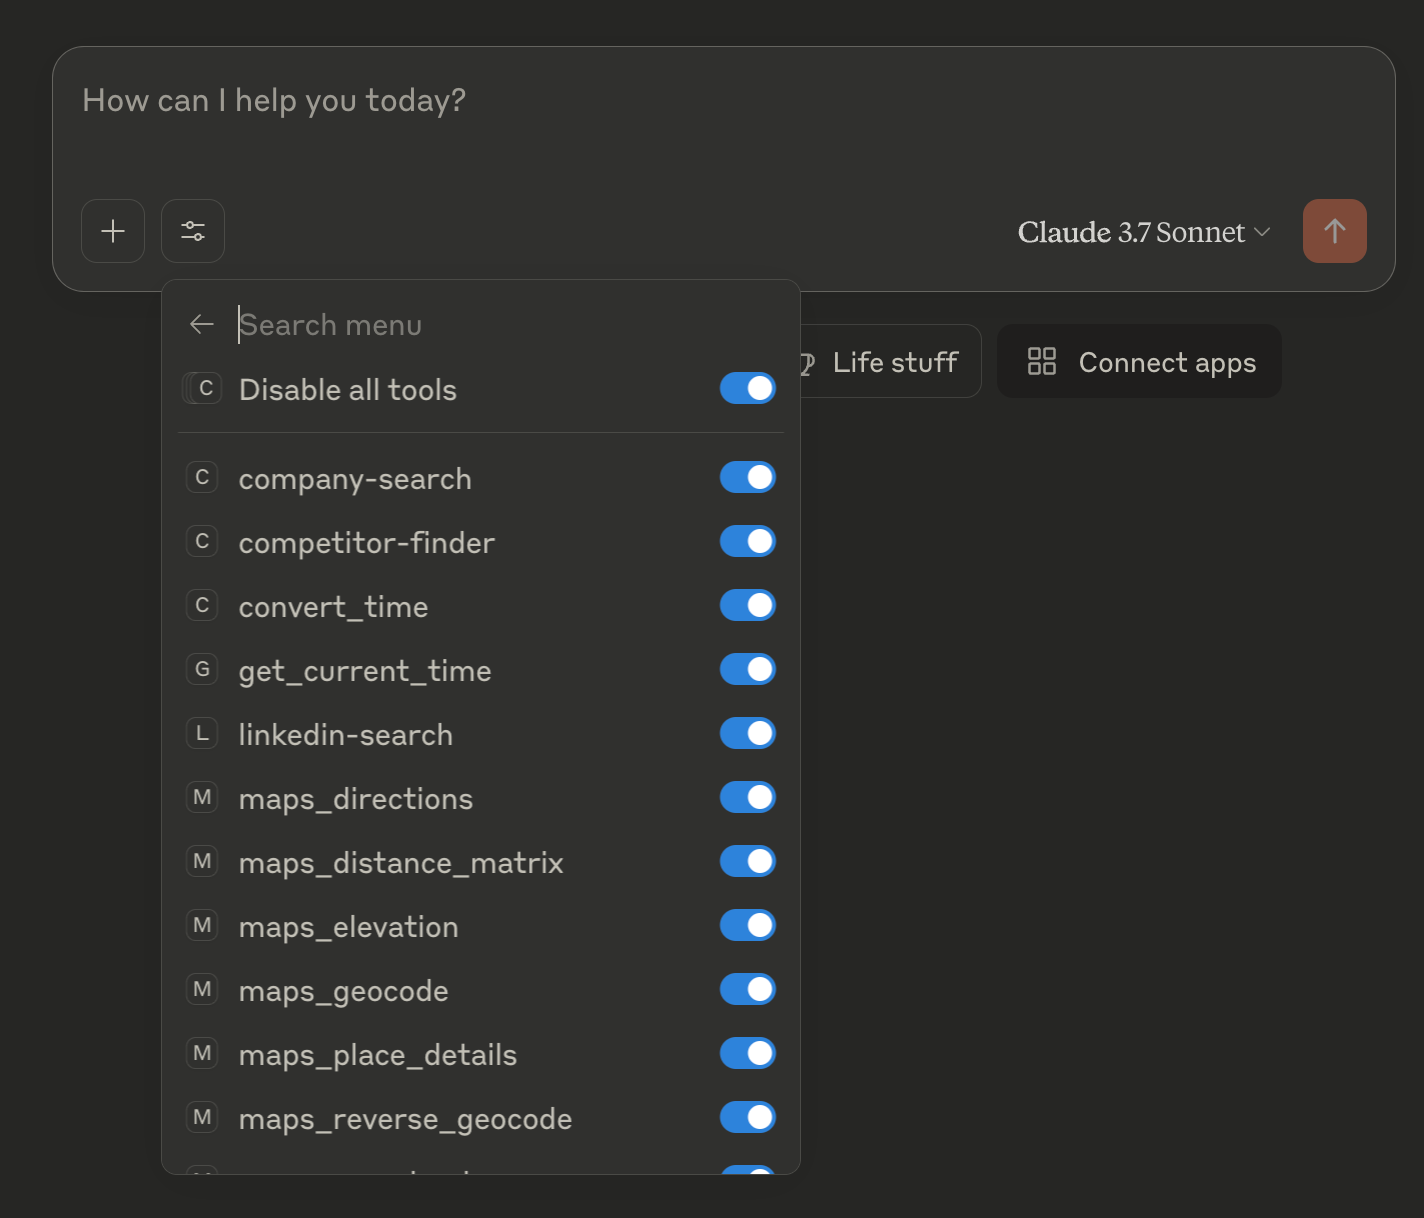 How can I help you today?
Claude 3.7 Sonnet
Search menu
C Disable all tools
Life stuff
Connect apps
C company-search
C competitor-finder
C convert_time
G get_current_time
L linkedin-search
M maps_directions
M maps_distance_matrix
M maps_elevation
M maps_geocode
M maps_place_details
M maps_reverse_geocode